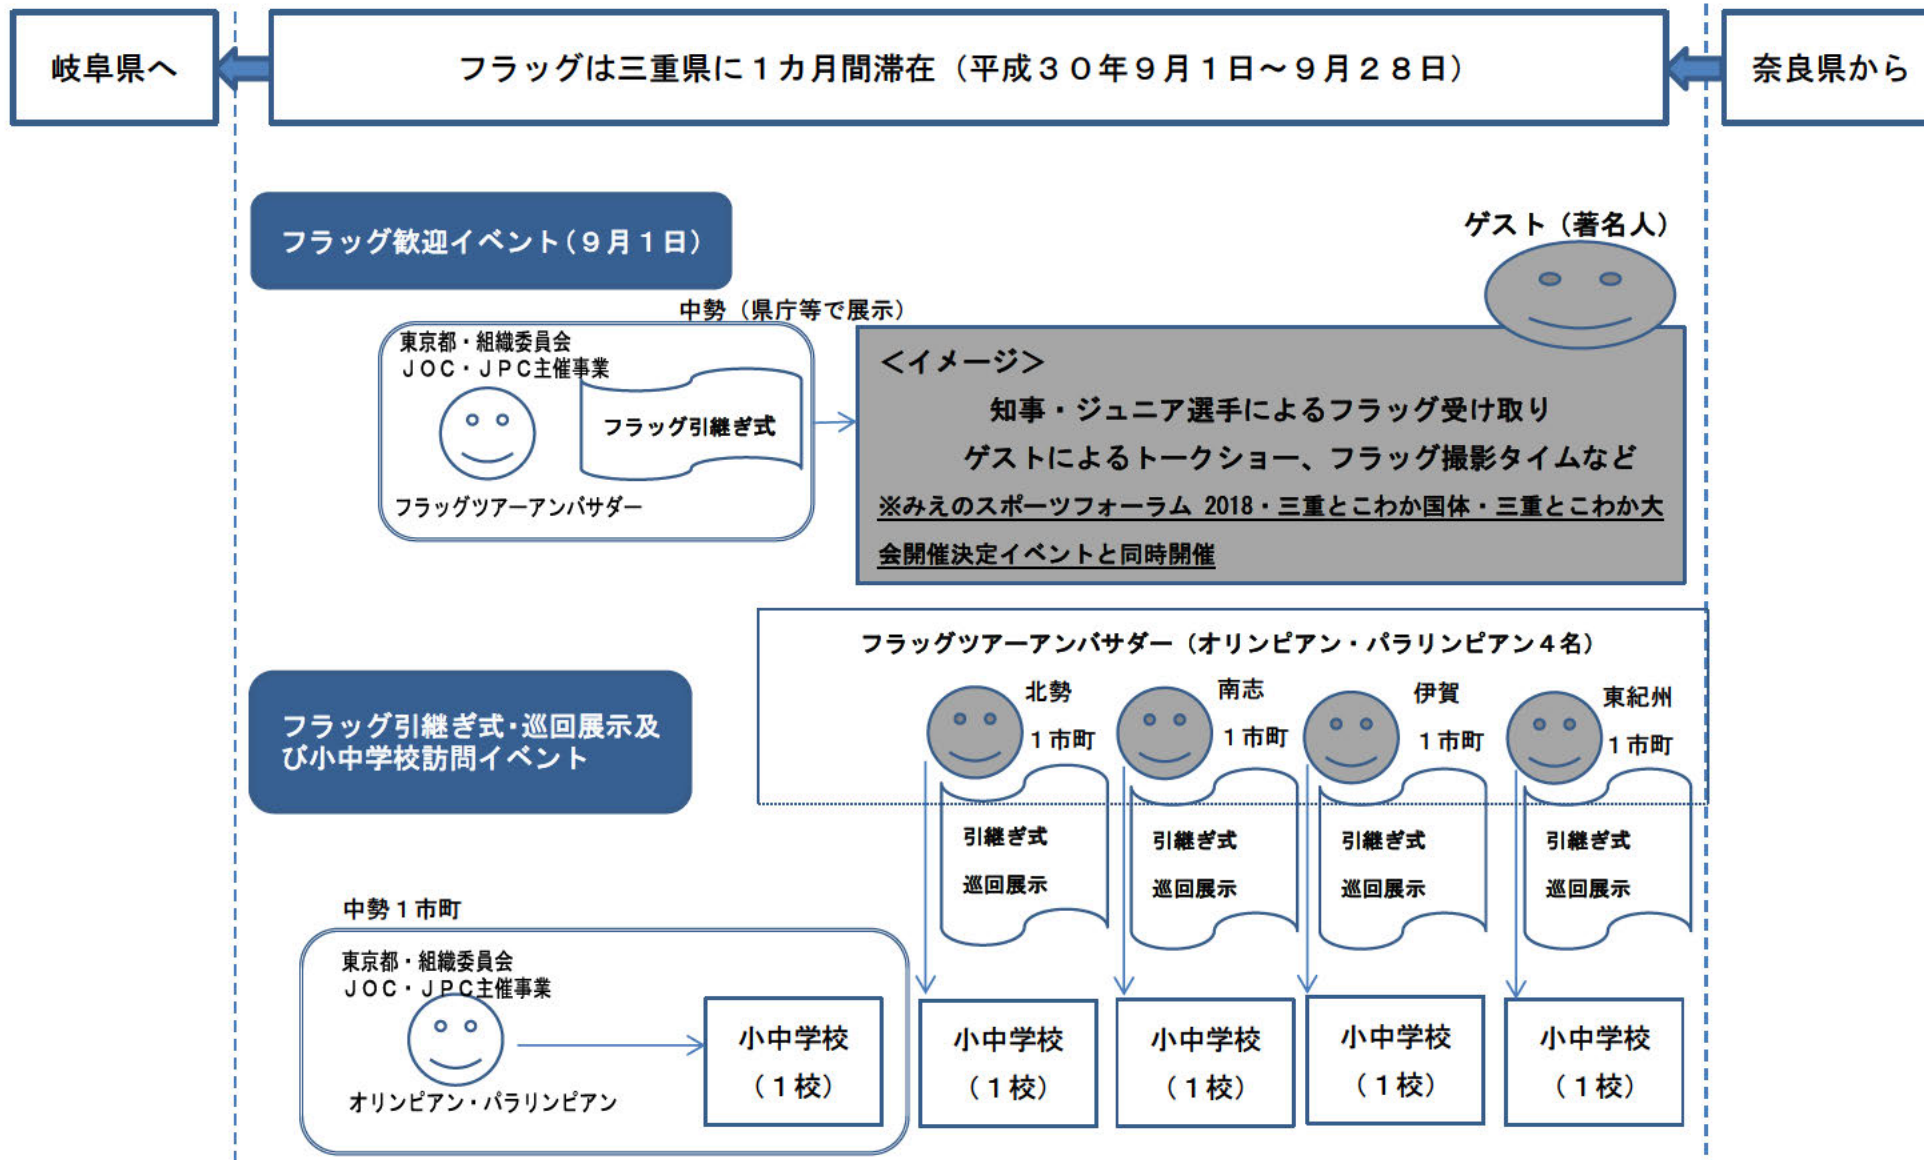 岐阜県へ
フラッグは三重県に１カ月間滞在（平成３０年９月１日～９月２８日）
奈良県から
フラッグ歓迎イベント（９月１日）
ゲスト（著名人）
中勢（県庁等で展示）
東京都・組織委員会
ＪＯＣ・ＪＰＣ主催事業
フラッグ引継ぎ式
フラッグツアーアンバサダー
＜イメージ＞
知事・ジュニア選手によるフラッグ受け取り
ゲストによるトークショー、フラッグ撮影タイムなど
※みえのスポーツフォーラム 2018・三重とこわか国体・三重とこわか大
会開催決定イベントと同時開催
フラッグ引継ぎ式・巡回展示及
び小中学校訪問イベント
フラッグツアーアンバサダー（オリンピアン・パラリンピアン４名）
北勢
１市町
南志
１市町
伊賀
１市町
東紀州
１市町
引継ぎ式
巡回展示
引継ぎ式
巡回展示
引継ぎ式
巡回展示
引継ぎ式
巡回展示
中勢１市町
東京都・組織委員会
ＪＯＣ・ＪＰＣ主催事業
オリンピアン・パラリンピアン
小中学校
（１校）
小中学校
（１校）
小中学校
（１校）
小中学校
（１校）
小中学校
（１校）